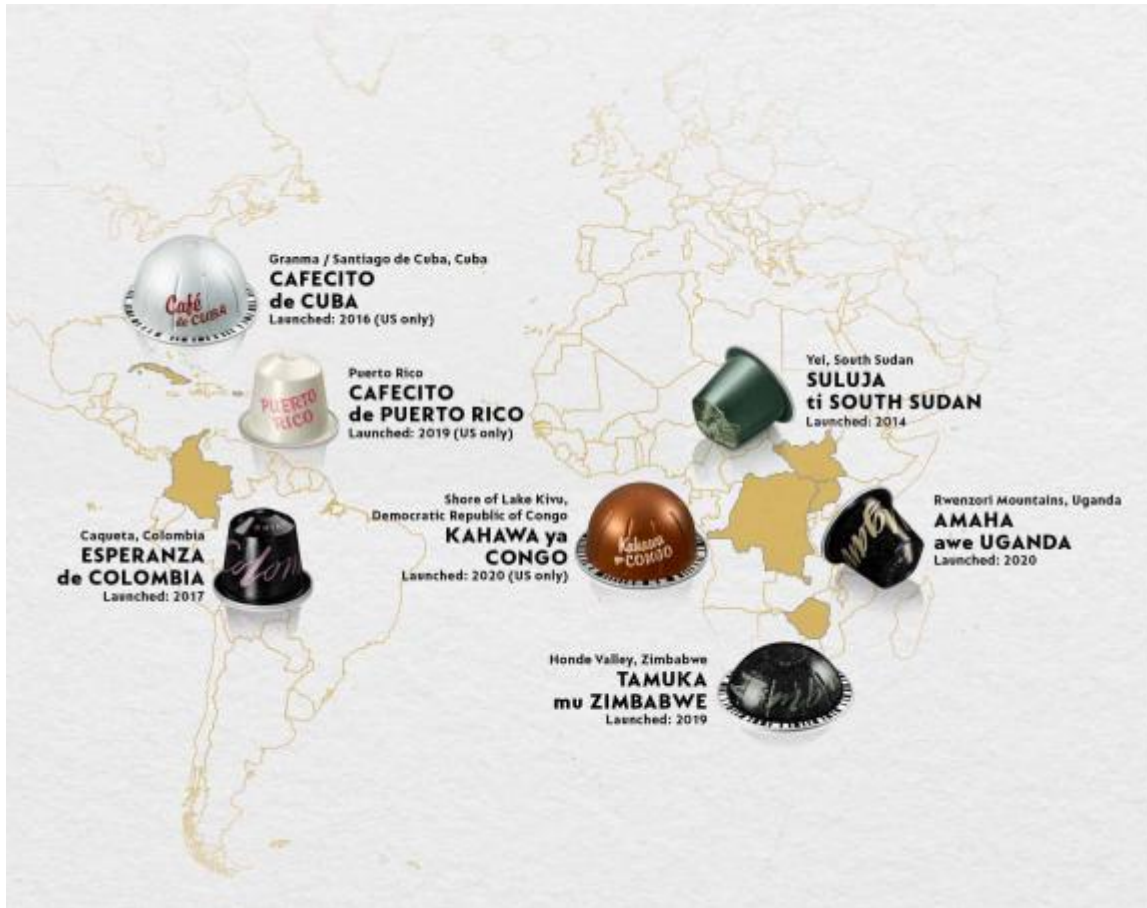 Granma / Santiago de Cuba, Cuba
CAFECITO
de CUBA
Launched: 2016 (US only)
Café
de CUBA
Puerto Rico
CAFECITO
de PUERTO RICO
Launched: 2019 (US only)
PUERTO
RICO
Yei, South Sudan
SULUJA
ti SOUTH SUDAN
Launched: 2014
Caqueta, Colombia
ESPERANZA
de COLOMBIA
Launched: 2017
Shore of Lake Kivu,
Democratic Republic of Congo
KAHAWA ya
CONGO
Launched: 2020 (US only)
Kahawa
ya CONGO
Rwenzori Mountains, Uganda
AMAHA
awe UGANDA
Launched: 2020
Honde Valley, Zimbabwe
TAMUKA
mu ZIMBABWE
Launched: 2019